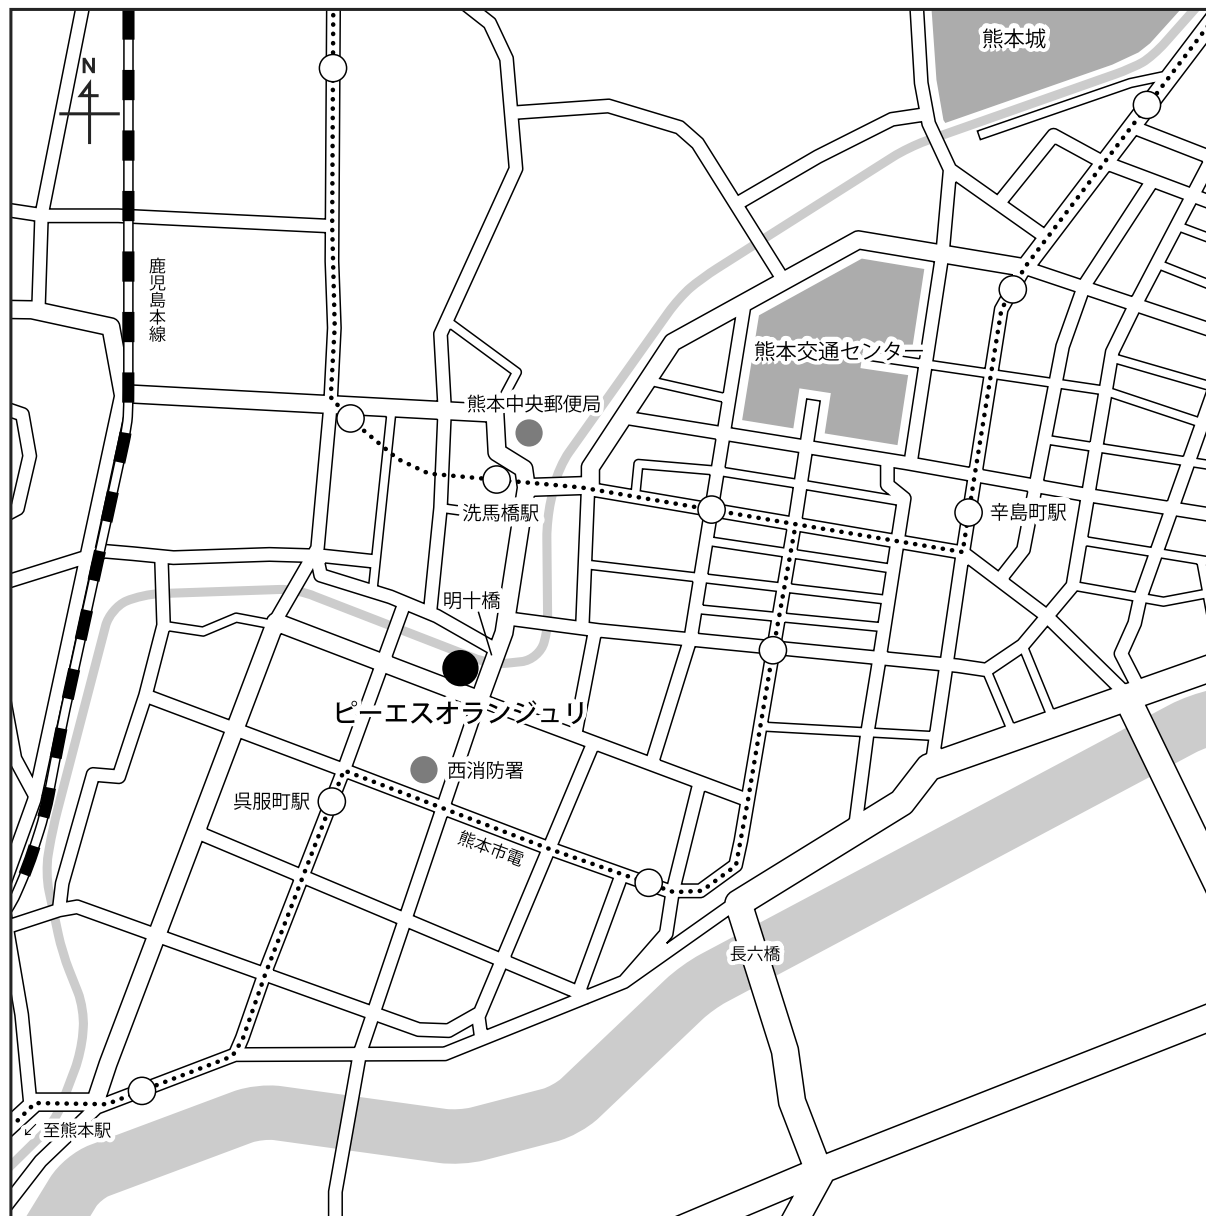 熊本城
N
鹿児島本線
熊本交通センター
熊本中央郵便局
洗馬橋駅
辛島町駅
明十橋
ピーエスオランジュリ
西消防署
呉服町駅
熊本市電
長六橋
↙ 至熊本駅